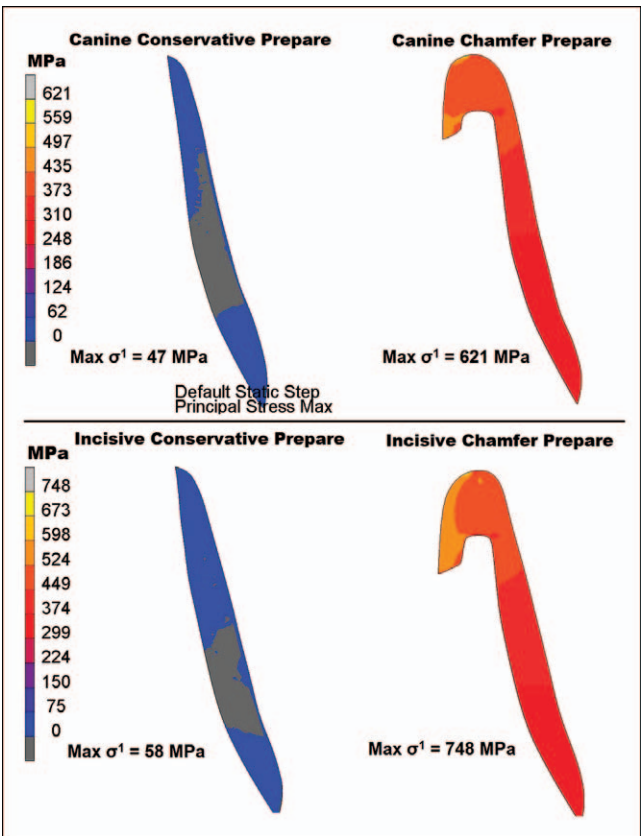 Canine Conservative Prepare
Canine Chamfer Prepare
MPa
621
559
497
435
373
310
248
186
124
62
0
Max σ¹ = 47 MPa
Max σ¹ = 621 MPa
Default Static Step
Principal Stress Max
Incisive Conservative Prepare
Incisive Chamfer Prepare
MPa
748
673
598
524
449
374
299
224
150
75
0
Max σ¹ = 58 MPa
Max σ¹ = 748 MPa